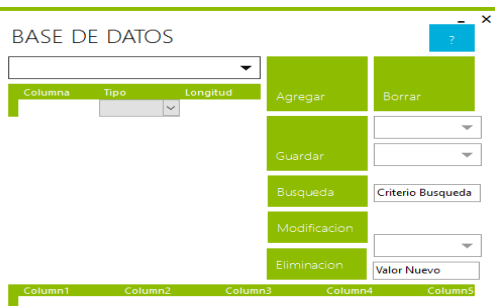 BASE DE DATOS
?
Columna Tipo Longitud
Agregar Borrar
Guardar
Busqueda Criterio Busqueda
Modificacion
Eliminacion Valor Nuevo
Column1 Column2 Column3 Column4 Column5